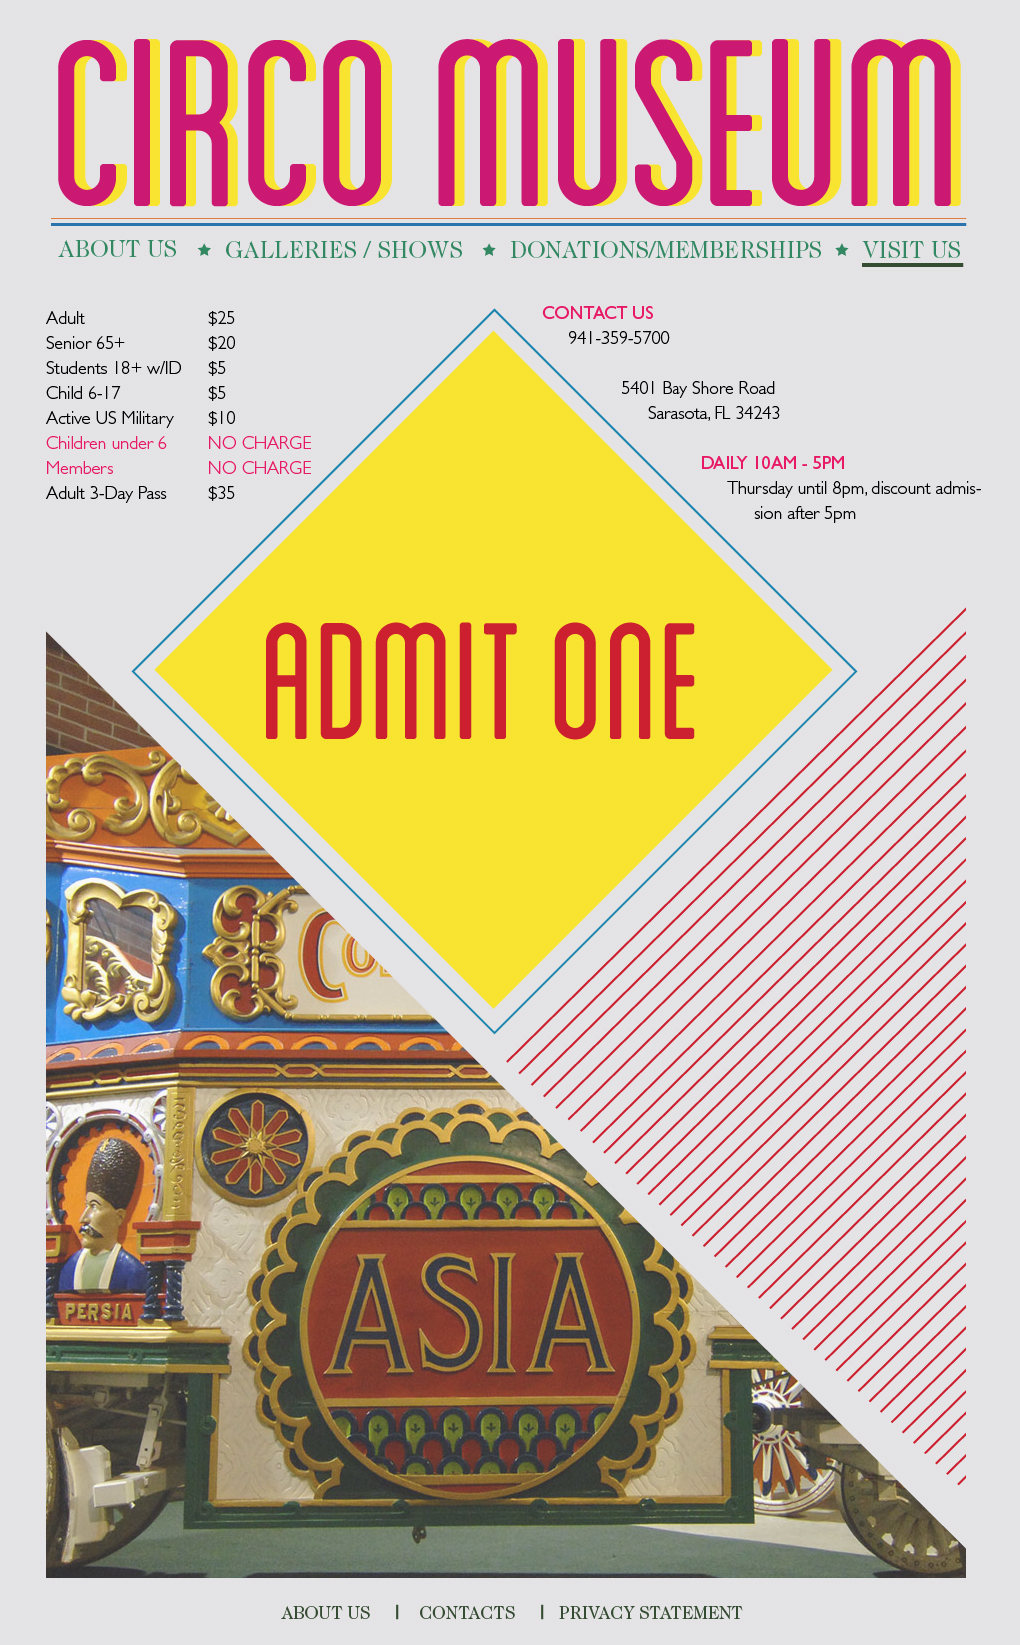 CIRCO MUSEUM
ABOUT US ★ GALLERIES / SHOWS ★ DONATIONS/MEMBERSHIPS ★ VISIT US
Adult $25
Senior 65+ $20
Students 18+ w/ID $5
Child 6-17 $5
Active US Military $10
Children under 6 NO CHARGE
Members NO CHARGE
Adult 3-Day Pass $35
CONTACT US
941-359-5700
5401 Bay Shore Road
Sarasota, FL 34243
DAILY 10AM - 5PM
Thursday until 8pm, discount admis-
sion after 5pm
ADMIT ONE
PERSIA
ASIA
ABOUT US | CONTACTS | PRIVACY STATEMENT